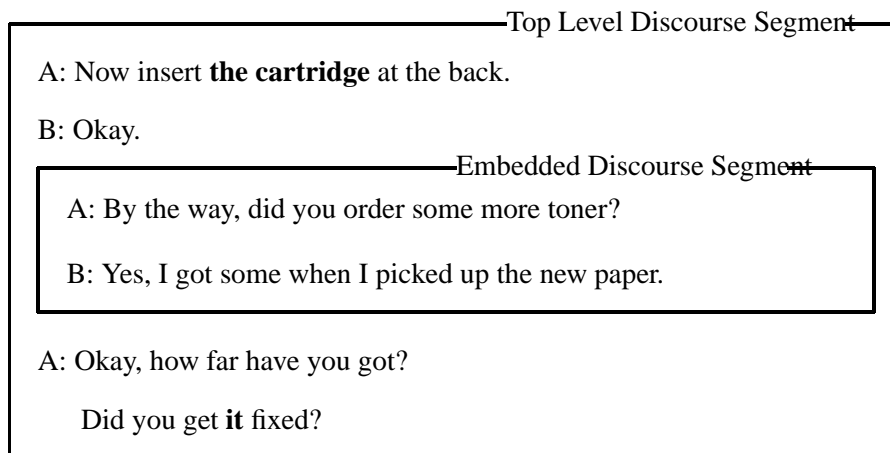 Top Level Discourse Segment
A: Now insert the cartridge at the back.
B: Okay.
Embedded Discourse Segment
A: By the way, did you order some more toner?
B: Yes, I got some when I picked up the new paper.
A: Okay, how far have you got?
Did you get it fixed?